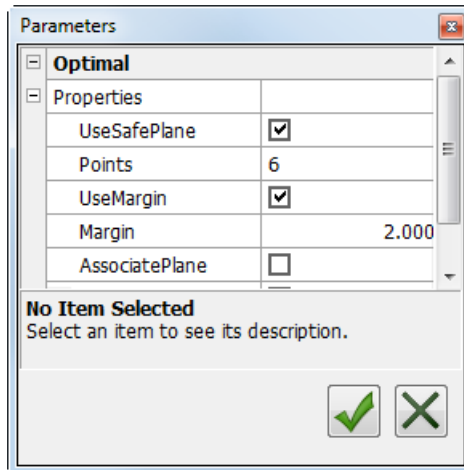 Parameters
Optimal
Properties
UseSafePlane
Points 6
UseMargin
Margin 2.000
AssociatePlane
No Item Selected
Select an item to see its description.